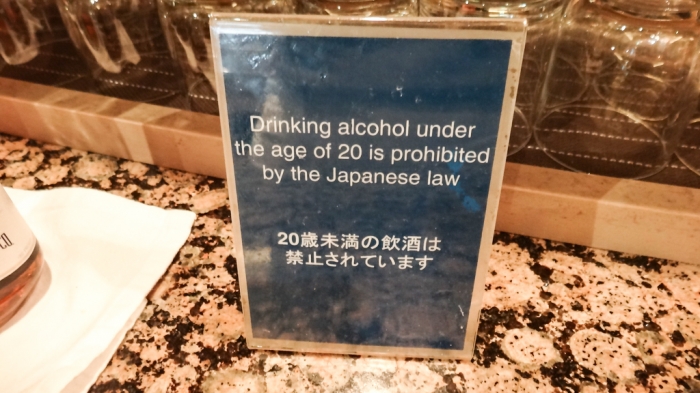 Drinking alcohol under
the age of 20 is prohibited
by the Japanese law
20歳未満の飲酒は
禁止されています